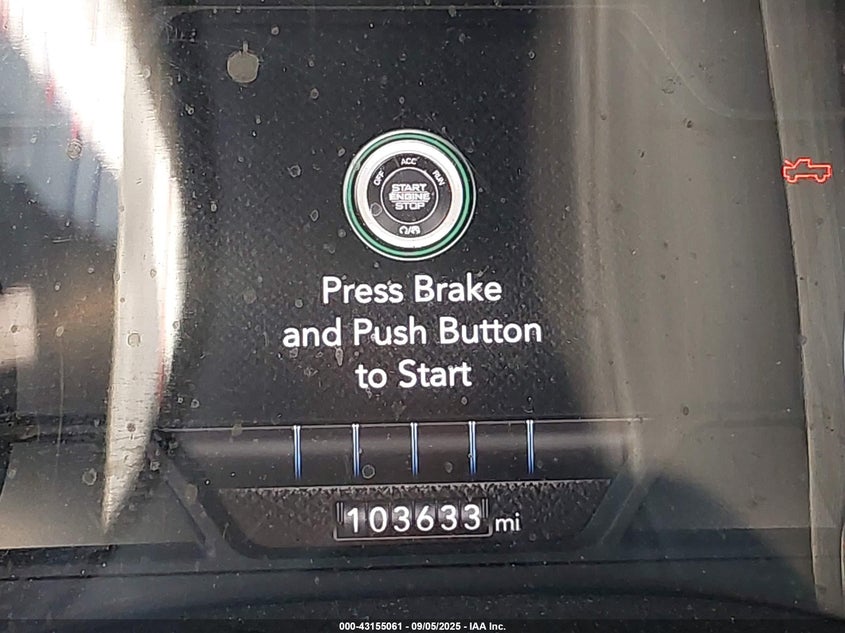 OFF ACC RUN
START
ENGINE
STOP
Press Brake
and Push Button
to Start
103633 mi
000-43155061 - 09/05/2025 - IAA Inc.